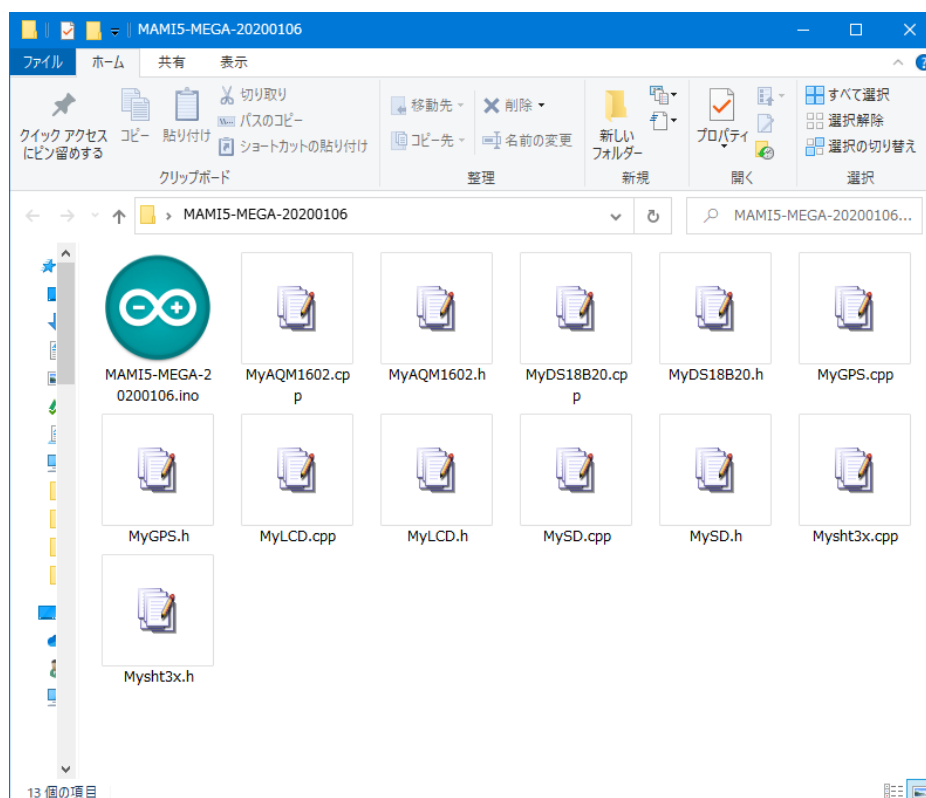 MAMI5-MEGA-20200106
ファイル ホーム 共有 表示
クイック アクセス
にピン留めする
コピー
貼り付け
切り取り
パスのコピー
ショートカットの貼り付け
クリップボード
移動先
コピー先
削除
名前の変更
整理
新しい
フォルダー
新規
プロパティ
開く
すべて選択
選択解除
選択の切り替え
選択
MAMI5-MEGA-20200106
MAMI5-MEGA-20200106...
MAMI5-MEGA-2
0200106.ino
MyAQM1602.cp
p
MyAQM1602.h
MyDS18B20.cp
p
MyDS18B20.h
MyGPS.cpp
MyGPS.h
MyLCD.cpp
MyLCD.h
MySD.cpp
MySD.h
Mysht3x.cpp
Mysht3x.h
13 個の項目